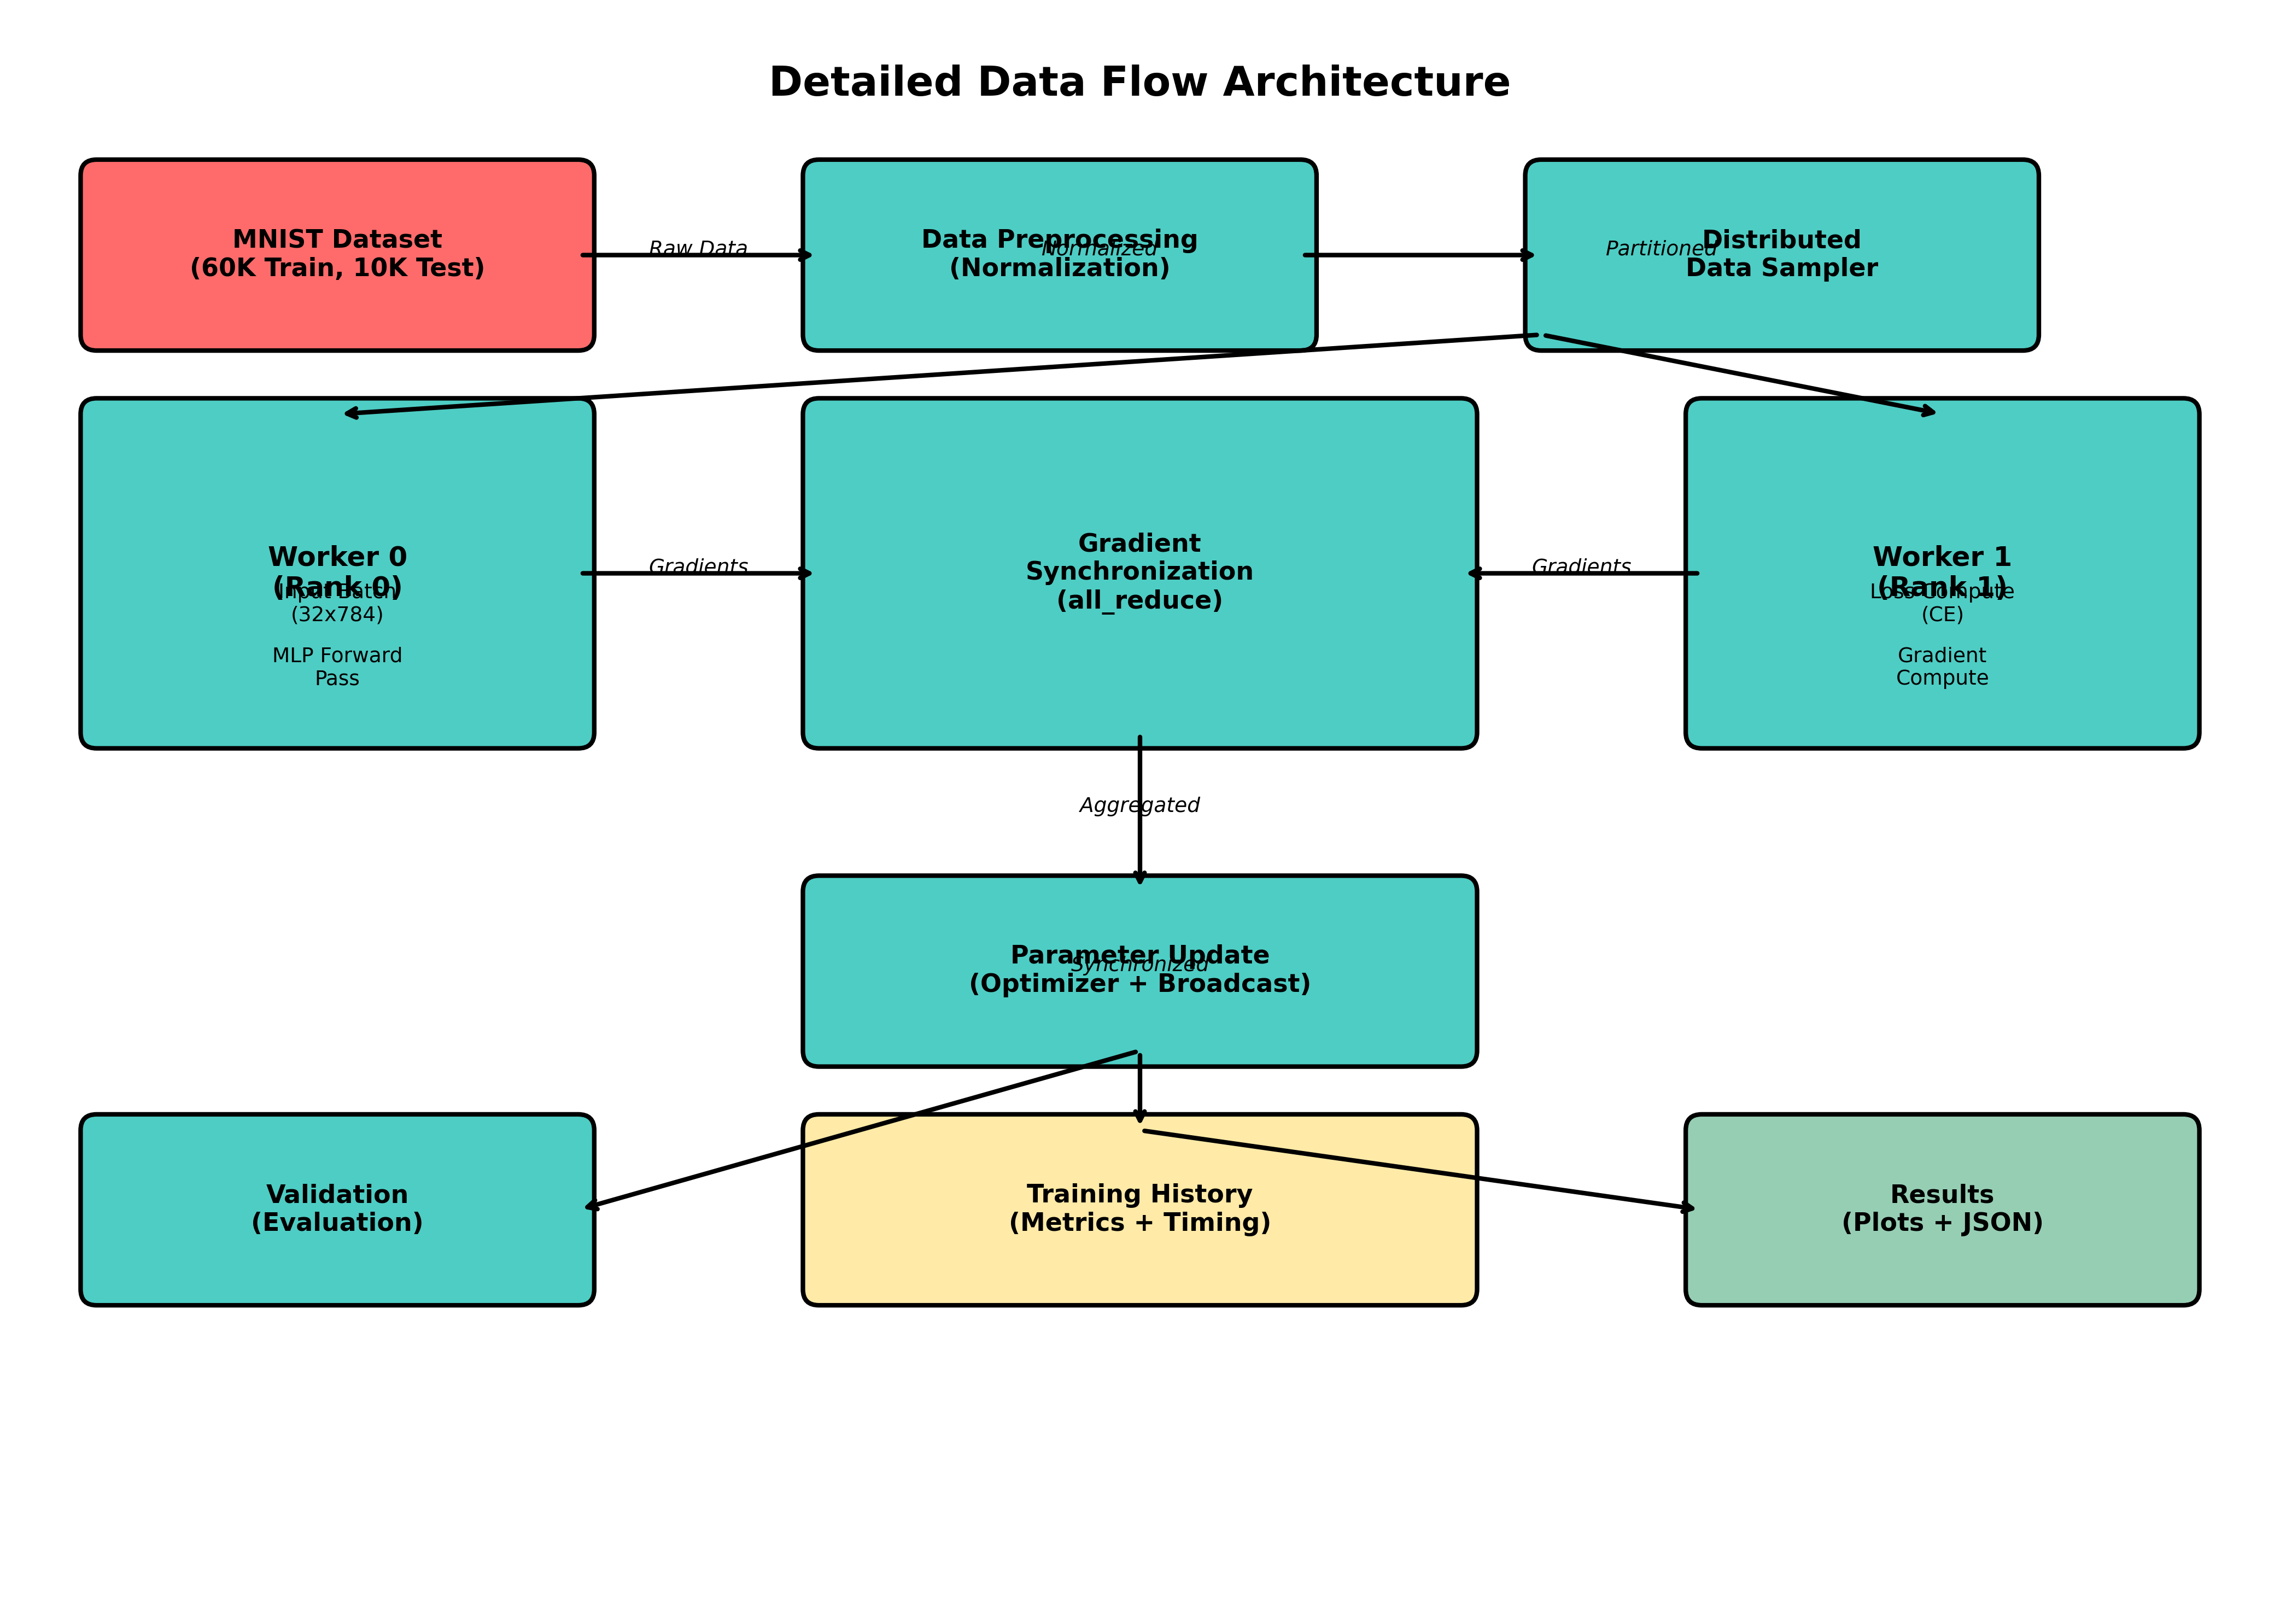 Detailed Data Flow Architecture
MNIST Dataset
(60K Train, 10K Test)
Raw Data
Data Preprocessing
(Normalization)
Normalized
Partitioned
Distributed
Data Sampler
Worker 0
(Rank 0)
Input Batch
(32x784)
MLP Forward
Pass
Gradients
Gradient
Synchronization
(all_reduce)
Gradients
Worker 1
(Rank 1)
Loss Compute
(CE)
Gradient
Compute
Aggregated
Parameter Update
(Optimizer + Broadcast)
Synchronized
Validation
(Evaluation)
Training History
(Metrics + Timing)
Results
(Plots + JSON)